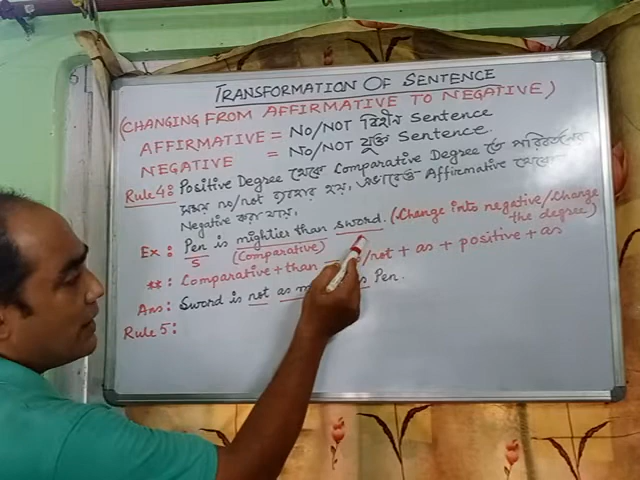 TRANSFORMATION OF SENTENCE
(CHANGING FROM AFFIRMATIVE TO NEGATIVE)
AFFIRMATIVE = NO/NOT বিহীন Sentence
NEGATIVE = NO/NOT যুক্ত Sentence.
Rule 4: Positive Degree থেকে Comparative Degree তে পরিবর্তনের
সময় no/not ব্যবহার হয়, এভাবেও Affirmative থেকে
Negative করা যায়.
Ex: Pen is mightier than sword. (Change into negative/Change
the degree)
S (Comparative)
**: Comparative + than /not + as + positive + as
Ans: Sword is not as Pen.
Rule 5: